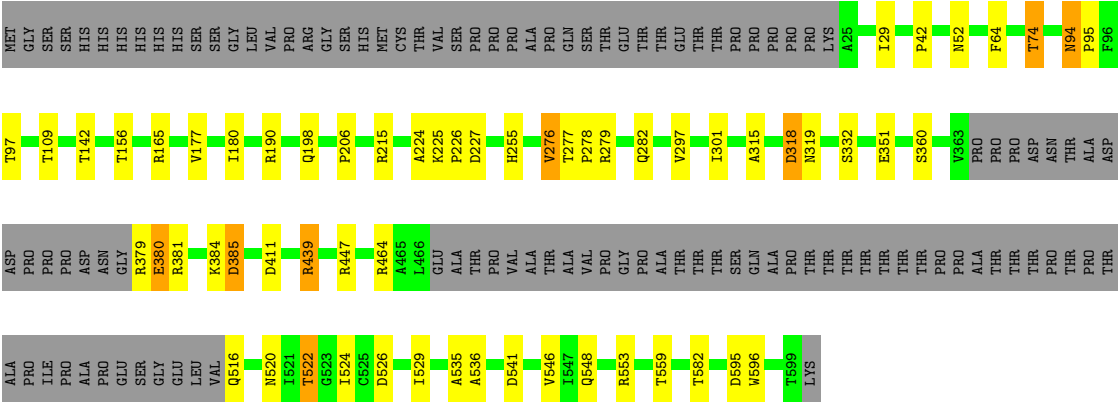 MET GLY SER SER HIS HIS HIS HIS HIS HIS SER SER GLY LEU VAL PRO ARG GLY SER HIS MET CYS THR VAL SER PRO PRO PRO ALA PRO GLN SER THR GLU THR THR GLU THR THR PRO PRO PRO PRO PRO LYS A25 I29 P42 N52 F64 T74 N94 P95 F96
T97 T109 T142 T156 R165 V177 I180 R190 Q198 P206 R215 A224 K225 P226 D227 H255 V276 T277 P278 R279 Q282 V297 I301 A315 D318 N319 S332 E351 S360 V363 PRO PRO PRO ASP ASN THR ALA ASP
ASP PRO PRO PRO ASP ASN GLY R379 E380 R381 K384 D385 D411 R439 R447 R464 A465 L466 GLU ALA THR PRO VAL ALA THR ALA VAL PRO GLY PRO ALA THR THR THR SER GLN ALA PRO THR THR THR THR THR THR THR PRO PRO ALA THR THR THR PRO THR PRO THR
ALA PRO ILE PRO ALA PRO GLU SER GLY GLU LEU VAL Q516 N520 I521 T522 G523 I524 C525 D526 I529 A535 A536 D541 V546 I547 Q548 R553 T559 T582 D595 W596 T599 LYS